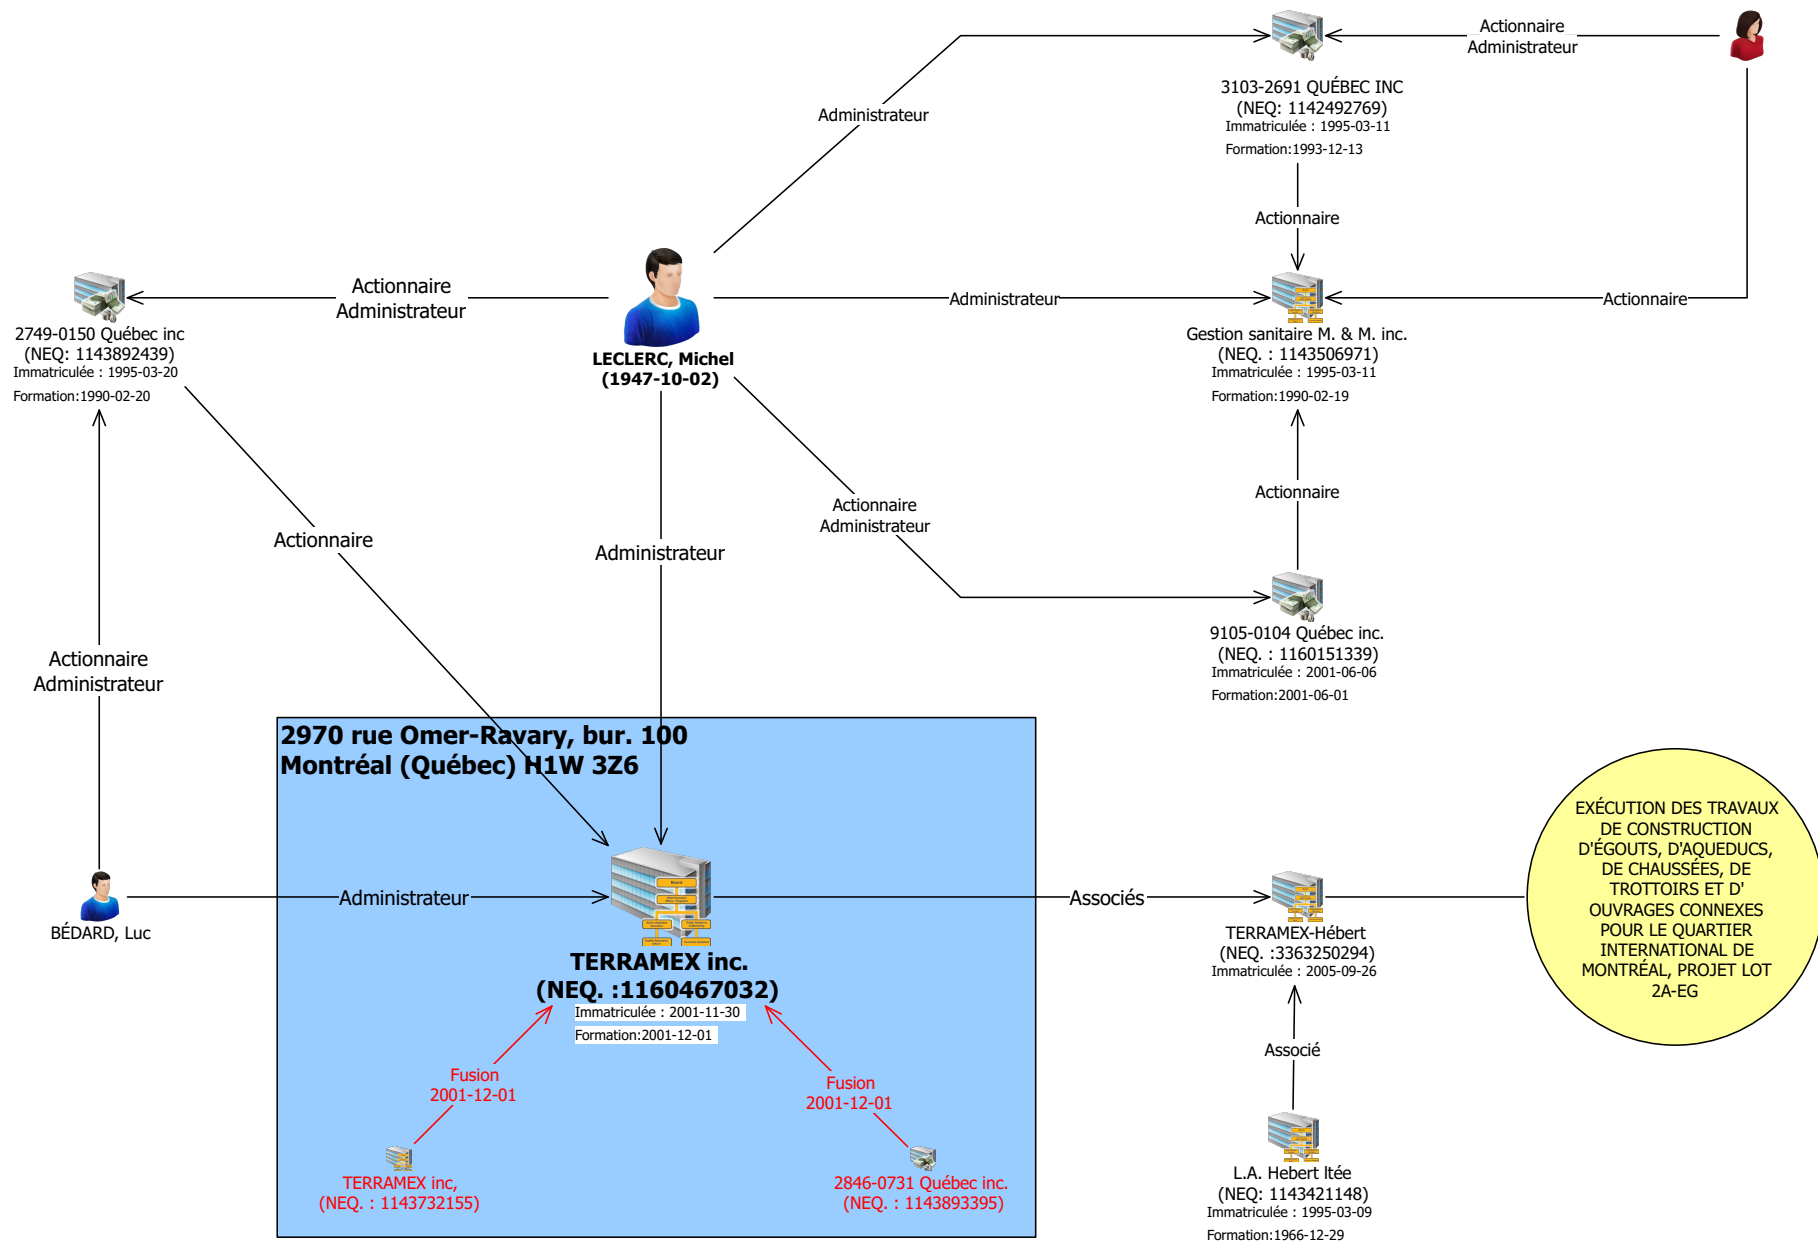 Actionnaire
Administrateur
3103-2691 QUÉBEC INC
(NEQ: 1142492769)
Immatriculée : 1995-03-11
Formation:1993-12-13
Administrateur
Actionnaire
Actionnaire
Administrateur
2749-0150 Québec inc
(NEQ: 1143892439)
Immatriculée : 1995-03-20
Formation:1990-02-20
LECLERC, Michel
(1947-10-02)
Administrateur
Gestion sanitaire M. & M. inc.
(NEQ. : 1143506971)
Immatriculée : 1995-03-11
Formation:1990-02-19
Actionnaire
Actionnaire
Administrateur
Actionnaire
Administrateur
Actionnaire
Actionnaire
9105-0104 Québec inc.
(NEQ. : 1160151339)
Immatriculée : 2001-06-06
Formation:2001-06-01
Actionnaire
Administrateur
2970 rue Omer-Ravary, bur. 100
Montréal (Québec) H1W 3Z6
BÉDARD, Luc
Administrateur
TERRAMEX inc.
(NEQ. :1160467032)
Immatriculée : 2001-11-30
Formation:2001-12-01
Associés
TERRAMEX-Hébert
(NEQ. :3363250294)
Immatriculée : 2005-09-26
EXÉCUTION DES TRAVAUX
DE CONSTRUCTION
D'ÉGOUTS, D'AQUEDUCS,
DE CHAUSSÉES, DE
TROTTOIRS ET D'
OUVRAGES CONNEXES
POUR LE QUARTIER
INTERNATIONAL DE
MONTRÉAL, PROJET LOT
2A-EG
Fusion
2001-12-01
Fusion
2001-12-01
Associé
TERRAMEX inc,
(NEQ. : 1143732155)
2846-0731 Québec inc.
(NEQ. : 1143893395)
L.A. Hebert ltée
(NEQ: 1143421148)
Immatriculée : 1995-03-09
Formation:1966-12-29